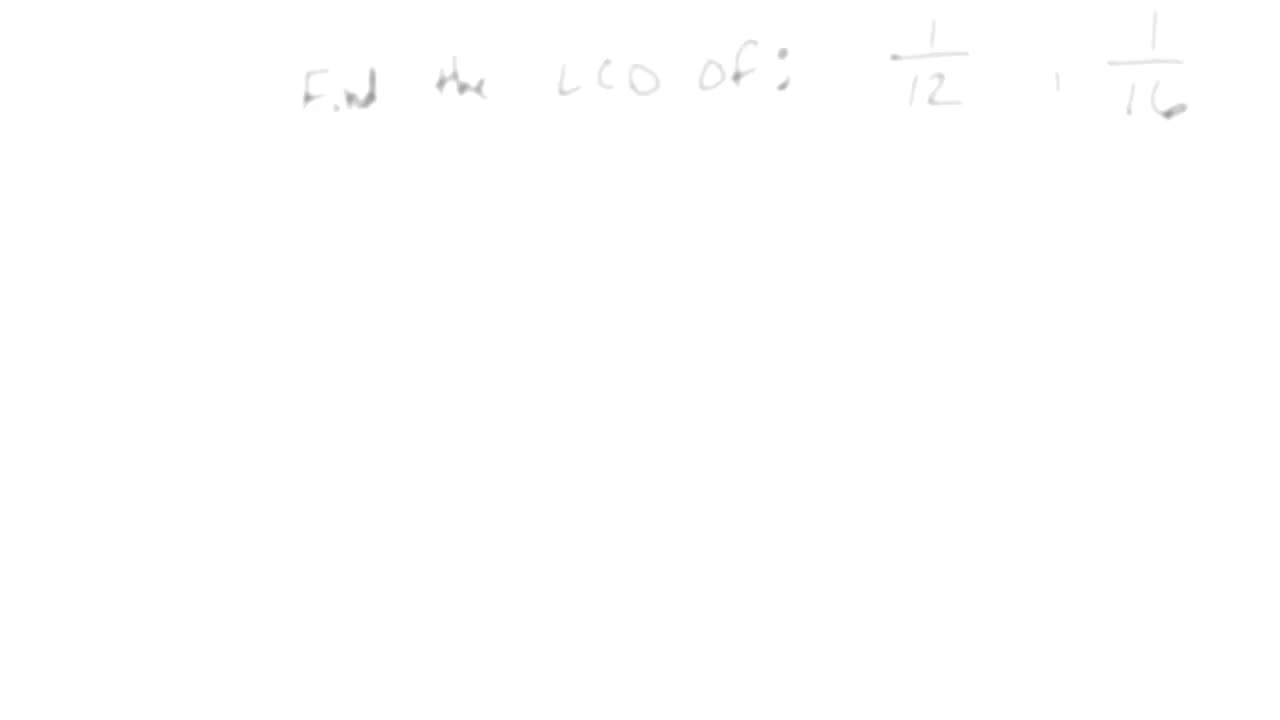 Find the LCD Of: 1/12 , 1/16